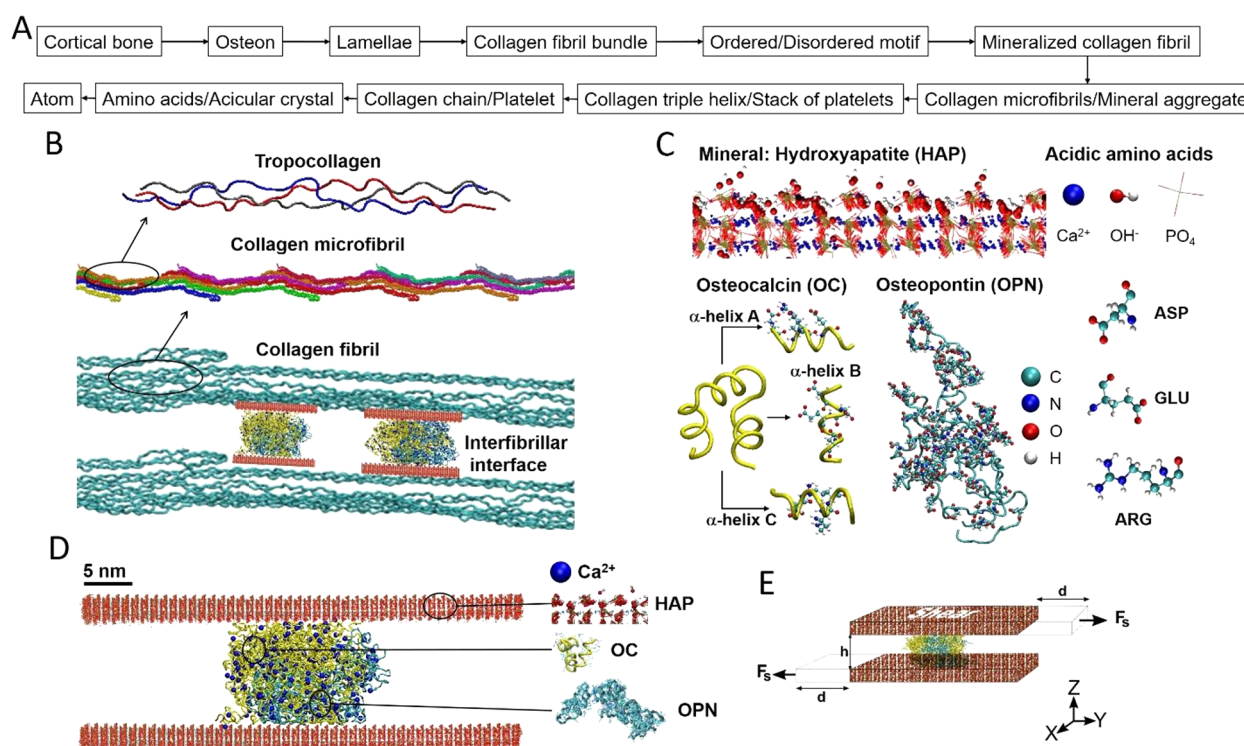 A
Cortical bone
Osteon
Lamellae
Collagen fibril bundle
Ordered/Disordered motif
Mineralized collagen fibril
Atom
Amino acids/Acicular crystal
Collagen chain/Platelet
Collagen triple helix/Stack of platelets
Collagen microfibrils/Mineral aggregate
B
Tropocollagen
Collagen microfibril
Collagen fibril
Interfibrillar
interface
C
Mineral: Hydroxyapatite (HAP)
Acidic amino acids
Ca²⁺
OH⁻
PO₄
Osteocalcin (OC)
Osteopontin (OPN)
α-helix A
α-helix B
α-helix C
C
N
O
H
ASP
GLU
ARG
D
5 nm
Ca²⁺
HAP
OC
OPN
E
Shear
d
Fs
h
Fs
d
Z
X
Y